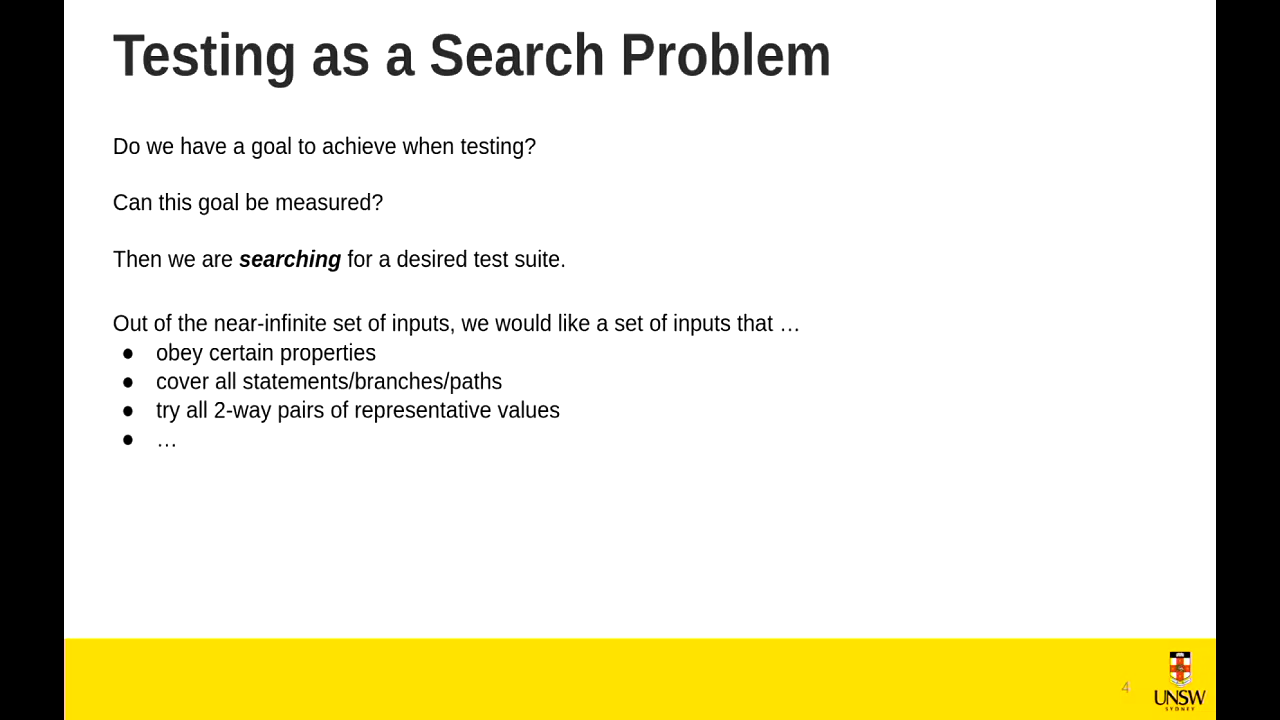 Testing as a Search Problem
Do we have a goal to achieve when testing?
Can this goal be measured?
Then we are searching for a desired test suite.
Out of the near-infinite set of inputs, we would like a set of inputs that …
● obey certain properties
● cover all statements/branches/paths
● try all 2-way pairs of representative values
● …
4
UNSW
SYDNEY